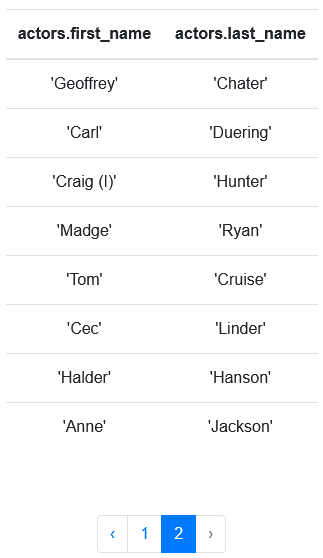 actors.first_name actors.last_name
'Geoffrey' 'Chater'
'Carl' 'Duering'
'Craig (I)' 'Hunter'
'Madge' 'Ryan'
'Tom' 'Cruise'
'Cec' 'Linder'
'Halder' 'Hanson'
'Anne' 'Jackson'
‹ 1 2 ›